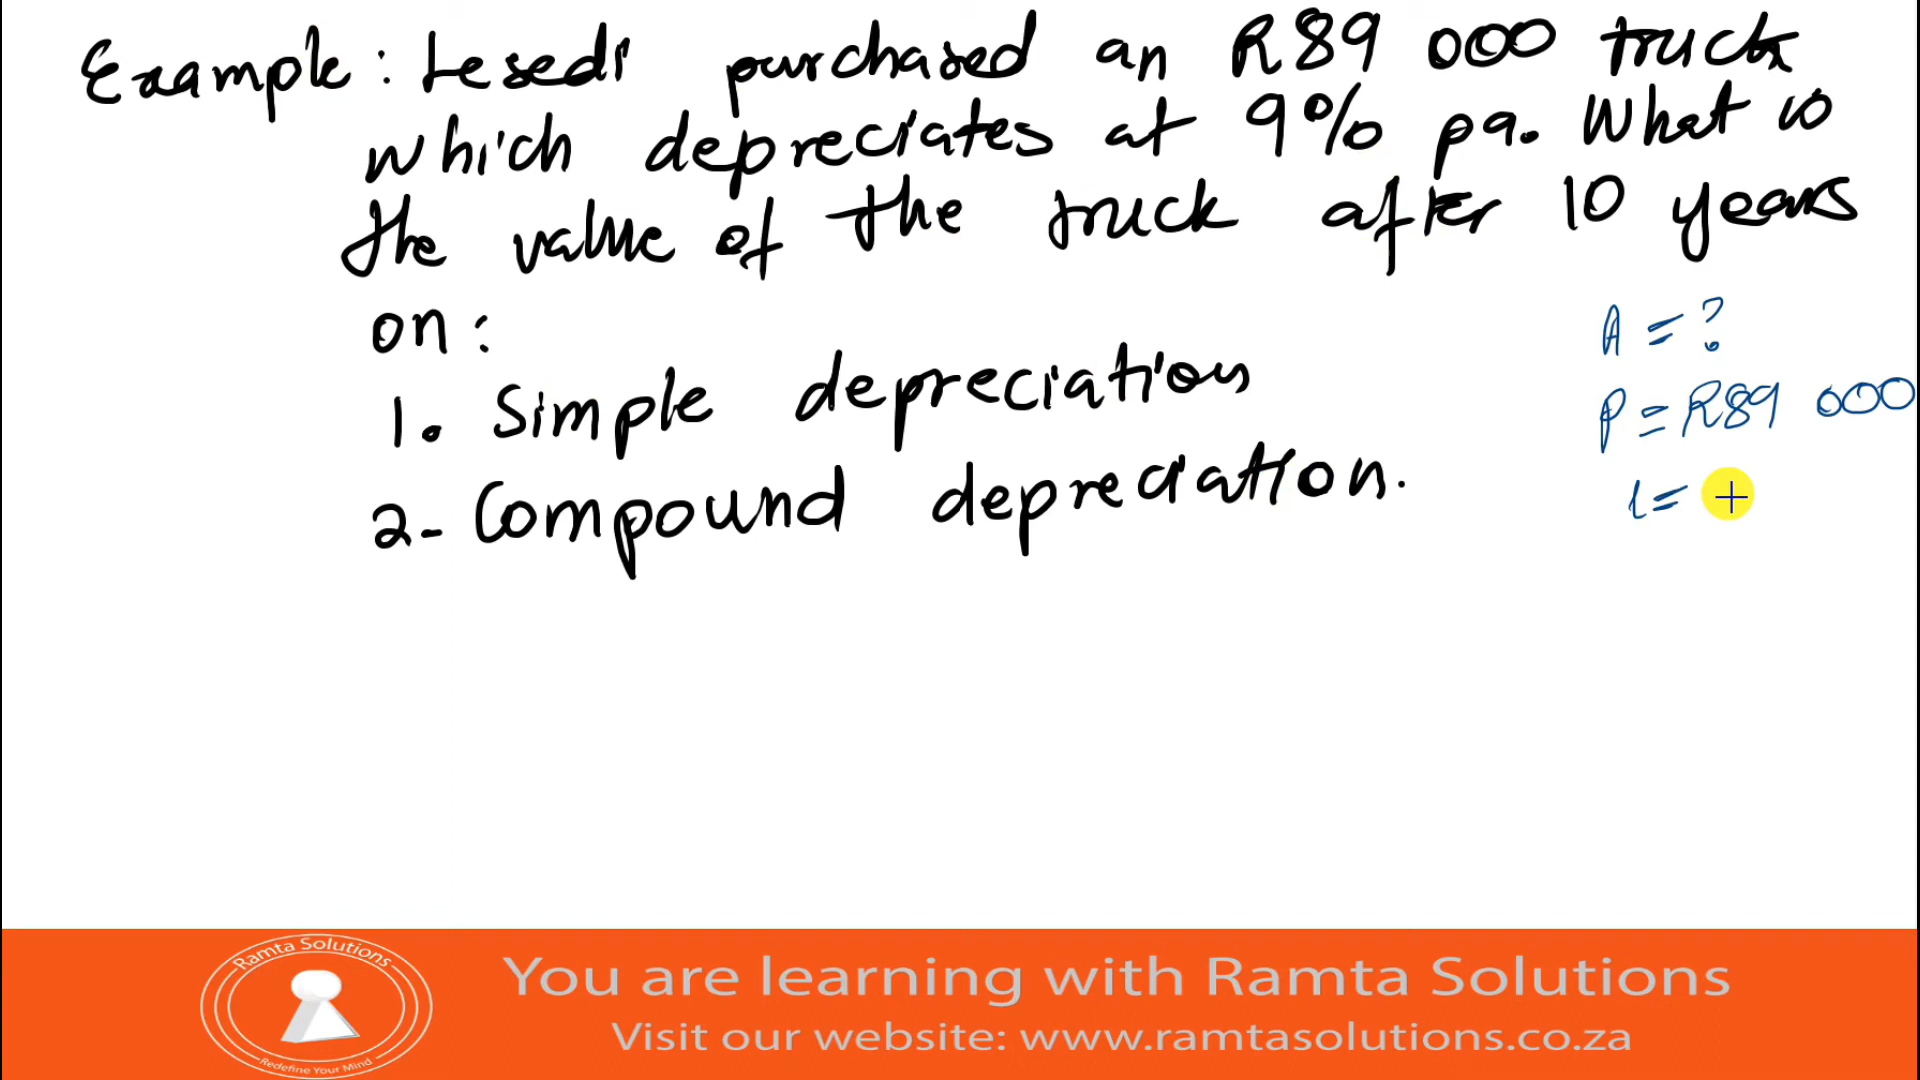 Example: Lesedi purchased an R89 000 truck
which depreciates at 9% pa. What is
the value of the truck after 10 years
on:
1. Simple depreciation
2- Compound depreciation.
A = ?
P = R89 000
i =
Ramta Solutions
Redefine Your Mind
You are learning with Ramta Solutions
Visit our website: www.ramtasolutions.co.za